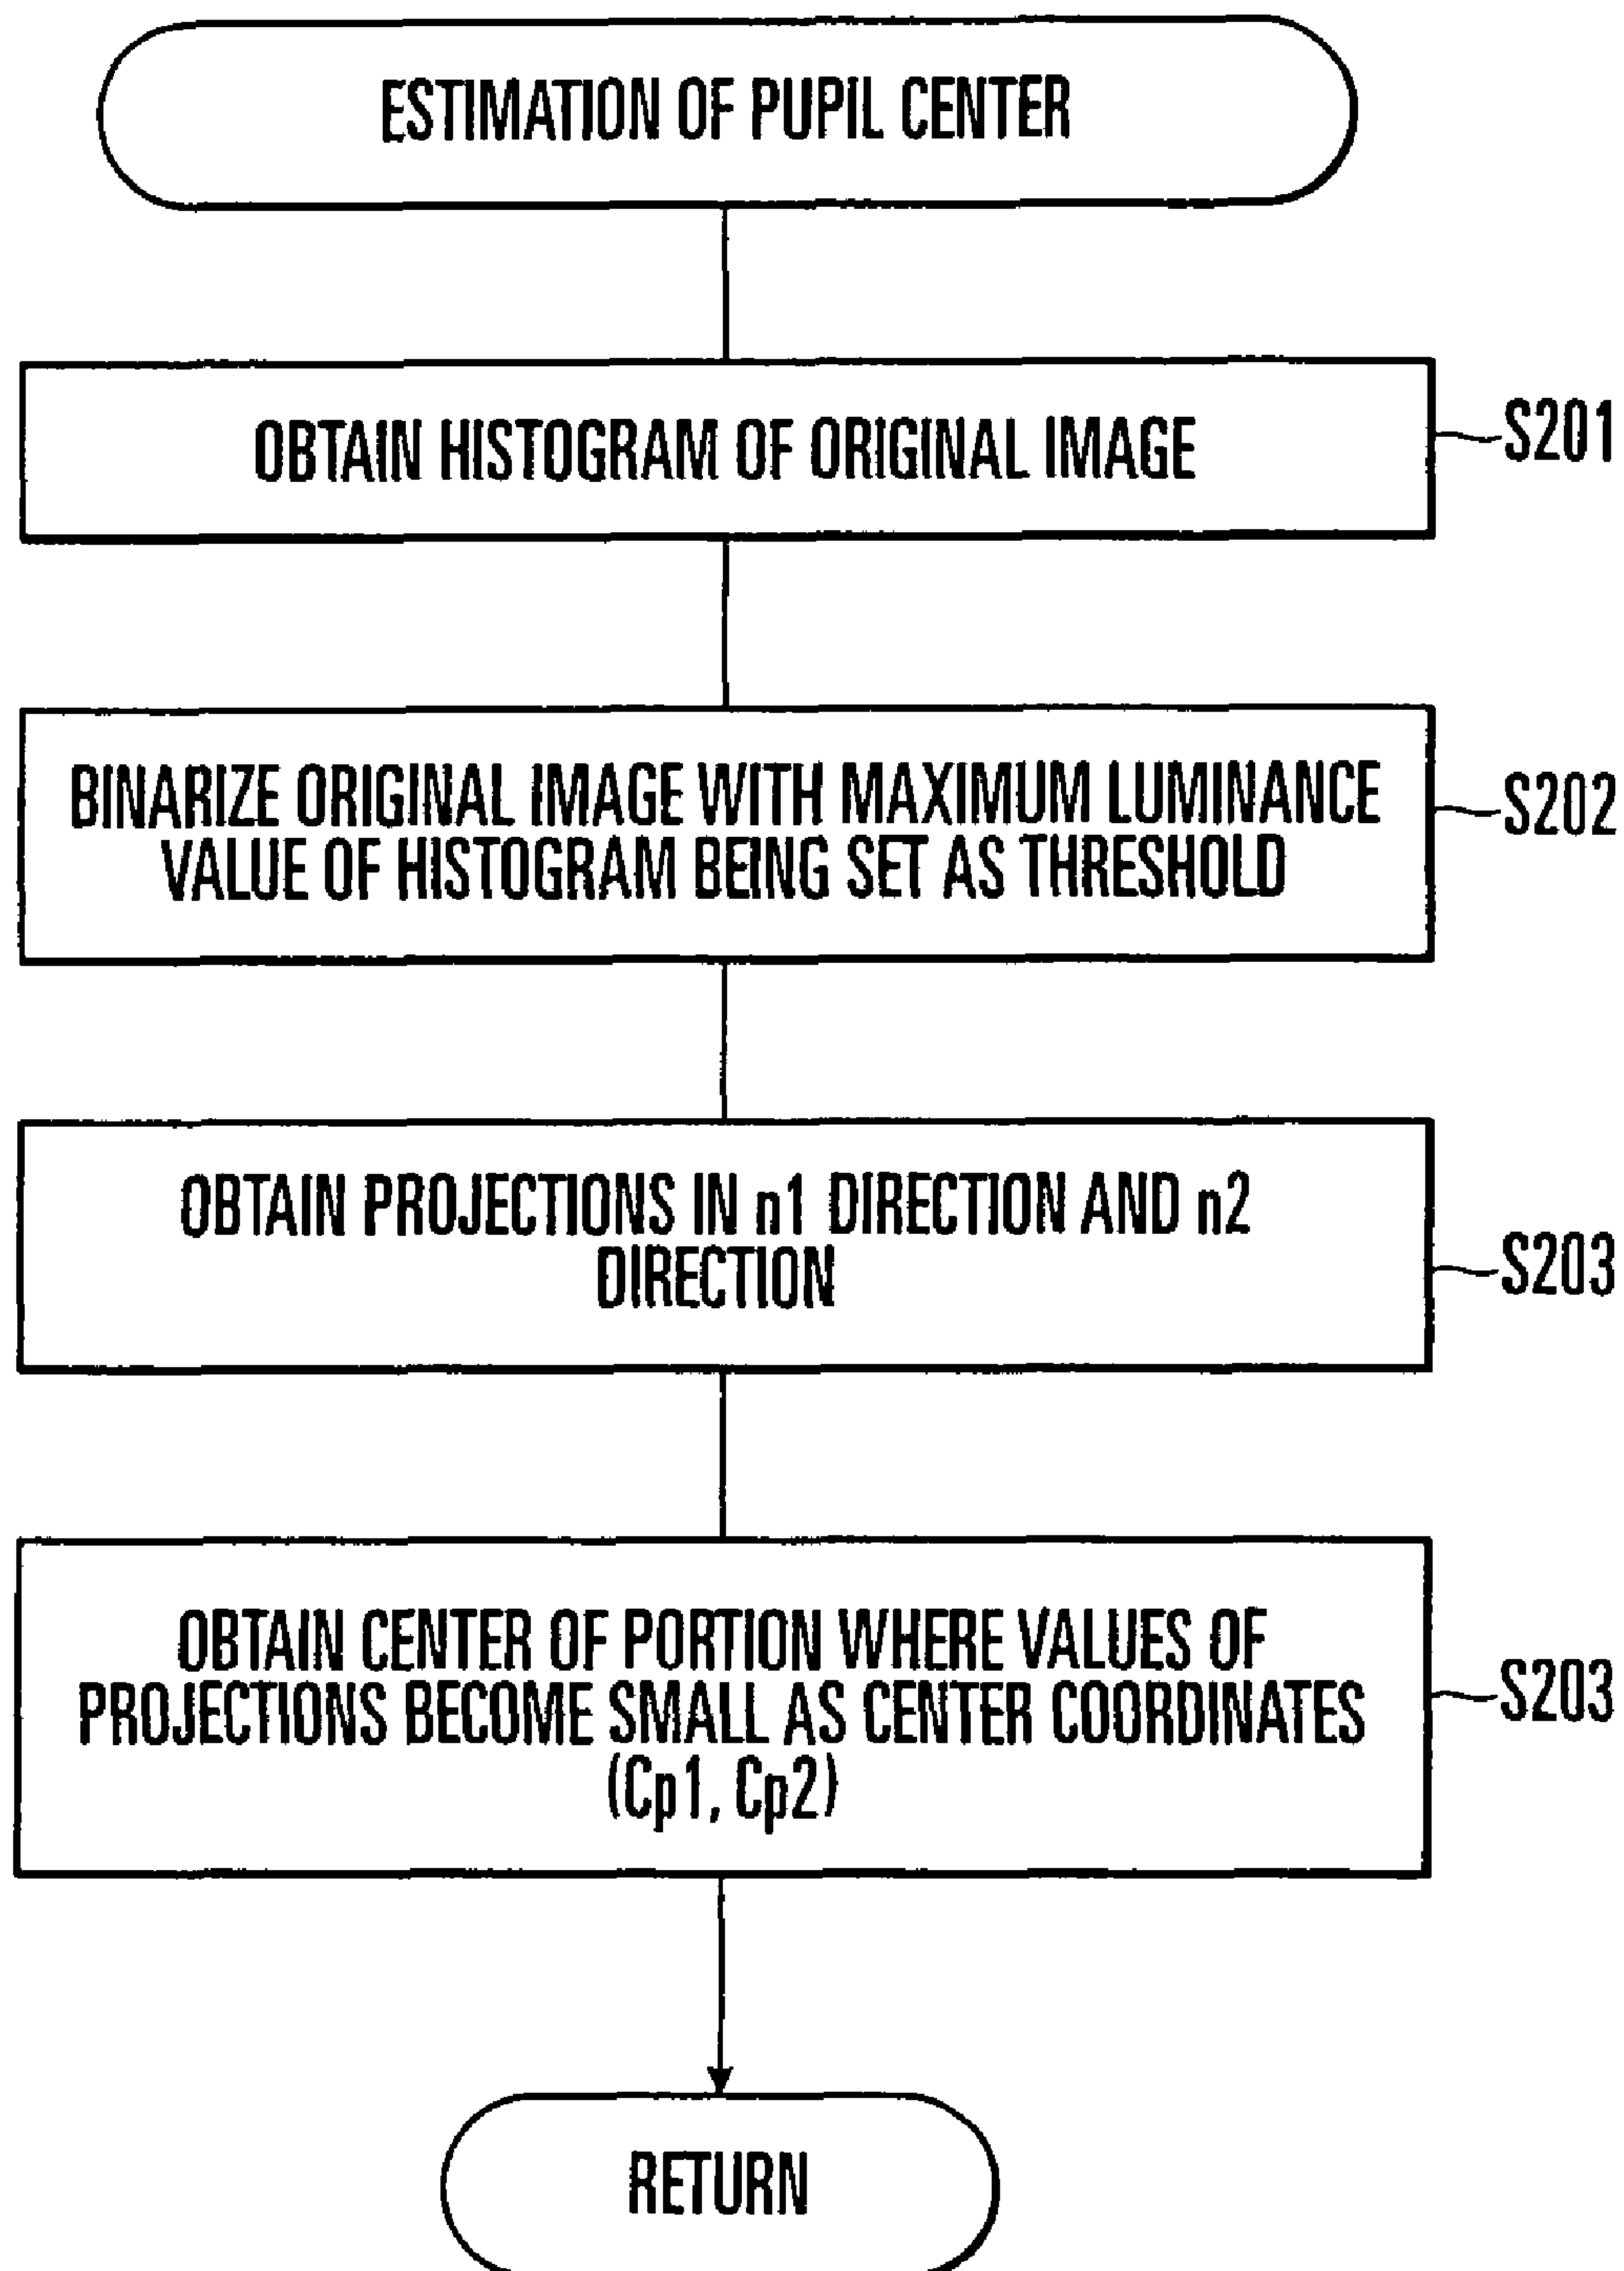 ESTIMATION OF PUPIL CENTER
OBTAIN HISTOGRAM OF ORIGINAL IMAGE
S201
BINARIZE ORIGINAL IMAGE WITH MAXIMUM LUMINANCE
VALUE OF HISTOGRAM BEING SET AS THRESHOLD
S202
OBTAIN PROJECTIONS IN n1 DIRECTION AND n2
DIRECTION
S203
OBTAIN CENTER OF PORTION WHERE VALUES OF
PROJECTIONS BECOME SMALL AS CENTER COORDINATES
(Cp1, Cp2)
S203
RETURN